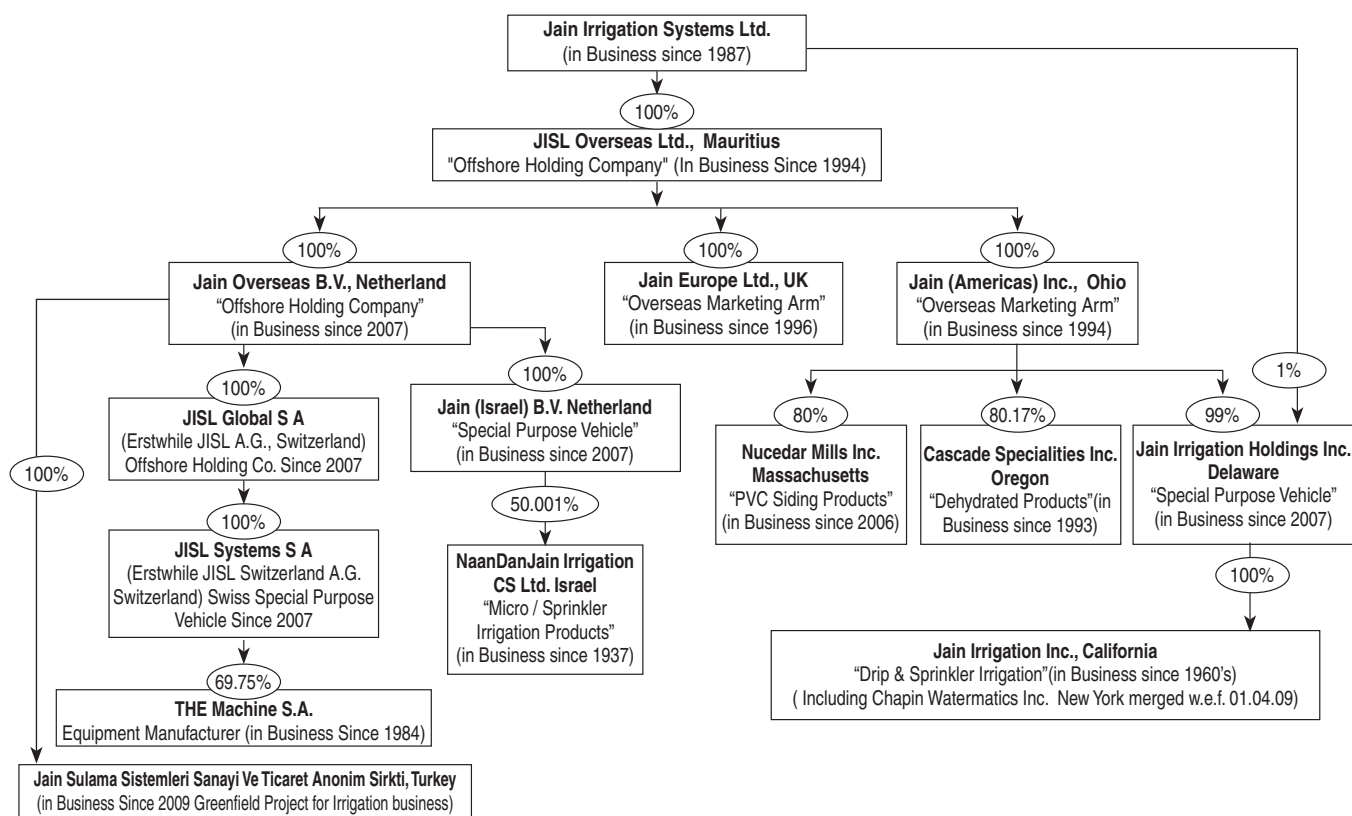 Jain Irrigation Systems Ltd.
(in Business since 1987)
100%
JISL Overseas Ltd., Mauritius
"Offshore Holding Company" (In Business Since 1994)
100%
Jain Overseas B.V., Netherland
“Offshore Holding Company”
(in Business since 2007)
100%
Jain Europe Ltd., UK
“Overseas Marketing Arm”
(in Business since 1996)
100%
Jain (Americas) Inc., Ohio
“Overseas Marketing Arm”
(in Business since 1994)
1%
100%
JISL Global S A
(Erstwhile JISL A.G., Switzerland)
Offshore Holding Co. Since 2007
100%
Jain (Israel) B.V. Netherland
“Special Purpose Vehicle”
(in Business since 2007)
80%
Nucedar Mills Inc.
Massachusetts
“PVC Siding Products”
(in Business since 2006)
80.17%
Cascade Specialities Inc.
Oregon
“Dehydrated Products”(in
Business since 1993)
99%
Jain Irrigation Holdings Inc.
Delaware
“Special Purpose Vehicle”
(in Business since 2007)
100%
100%
JISL Systems S A
(Erstwhile JISL Switzerland A.G.
Switzerland) Swiss Special Purpose
Vehicle Since 2007
50.001%
NaanDanJain Irrigation
CS Ltd. Israel
“Micro / Sprinkler
Irrigation Products”
(in Business since 1937)
100%
Jain Irrigation Inc., California
“Drip & Sprinkler Irrigation”(in Business since 1960's)
( Including Chapin Watermatics Inc. New York merged w.e.f. 01.04.09)
69.75%
THE Machine S.A.
Equipment Manufacturer (in Business Since 1984)
Jain Sulama Sistemleri Sanayi Ve Ticaret Anonim Sirkti, Turkey
(in Business Since 2009 Greenfield Project for Irrigation business)